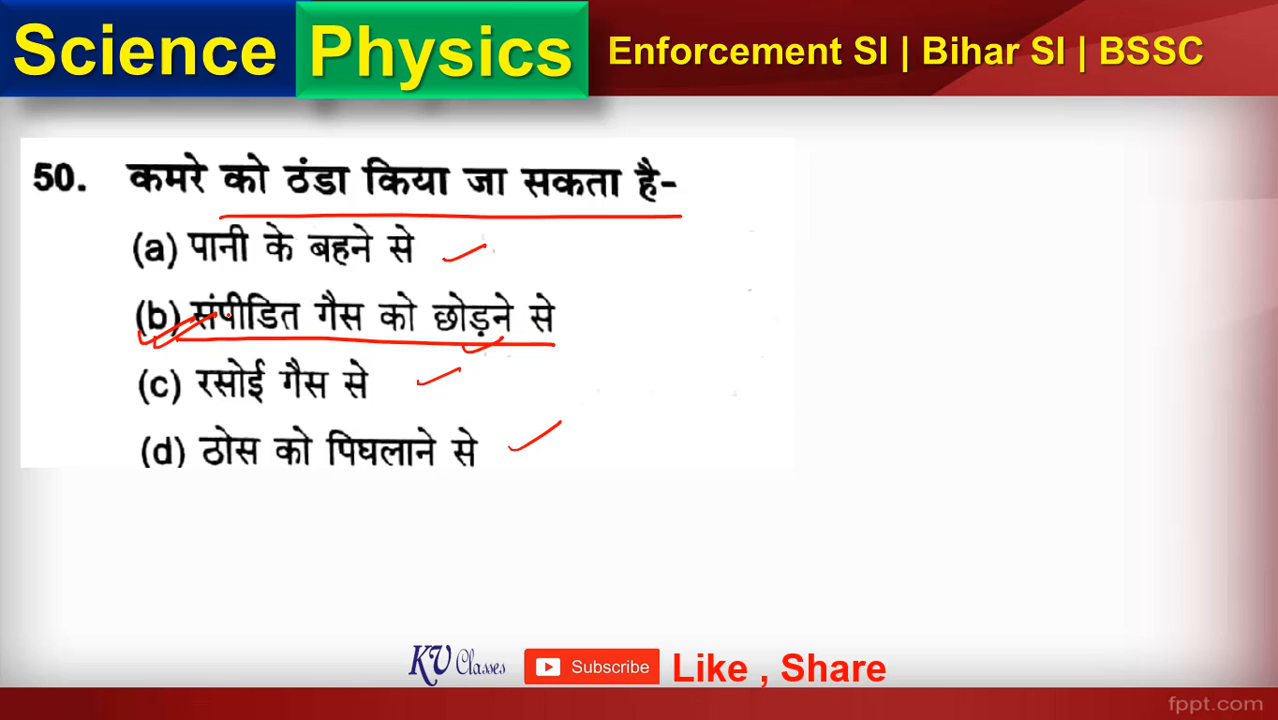 Science Physics Enforcement SI | Bihar SI | BSSC
50. कमरे को ठंडा किया जा सकता है-
(a) पानी के बहने से
(b) संपीडित गैस को छोड़ने से
(c) रसोई गैस से
(d) ठोस को पिघलाने से
KV Classes Subscribe Like , Share
fppt.com